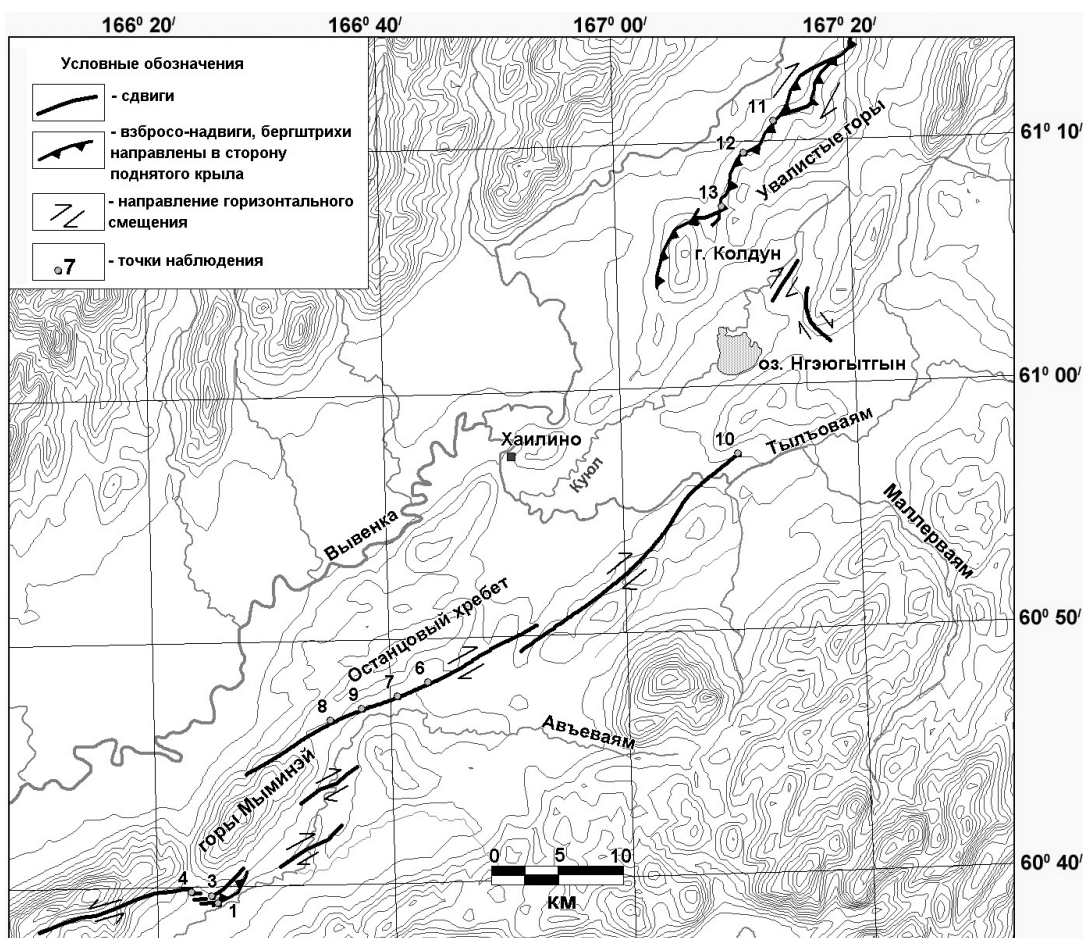 166⁰ 20′ 166⁰ 40′ 167⁰ 00′ 167⁰ 20′
Условные обозначения
- сдвиги
- взбросо-надвиги, бергштрихи
направлены в сторону
поднятого крыла
- направление горизонтального
смещения
7 - точки наблюдения
11
61⁰ 10′
12
Увалистые горы
13
г. Колдун
оз. Нгэюгытгын
61⁰ 00′
10
Тылъоваям
Хаилино
Куюл
Маллерваям
Вывенка
60⁰ 50′
Останцовый хребет
6
7
9
8
Авъеваям
горы Мыминэй
0 5 10
км
60⁰ 40′
4
3
1